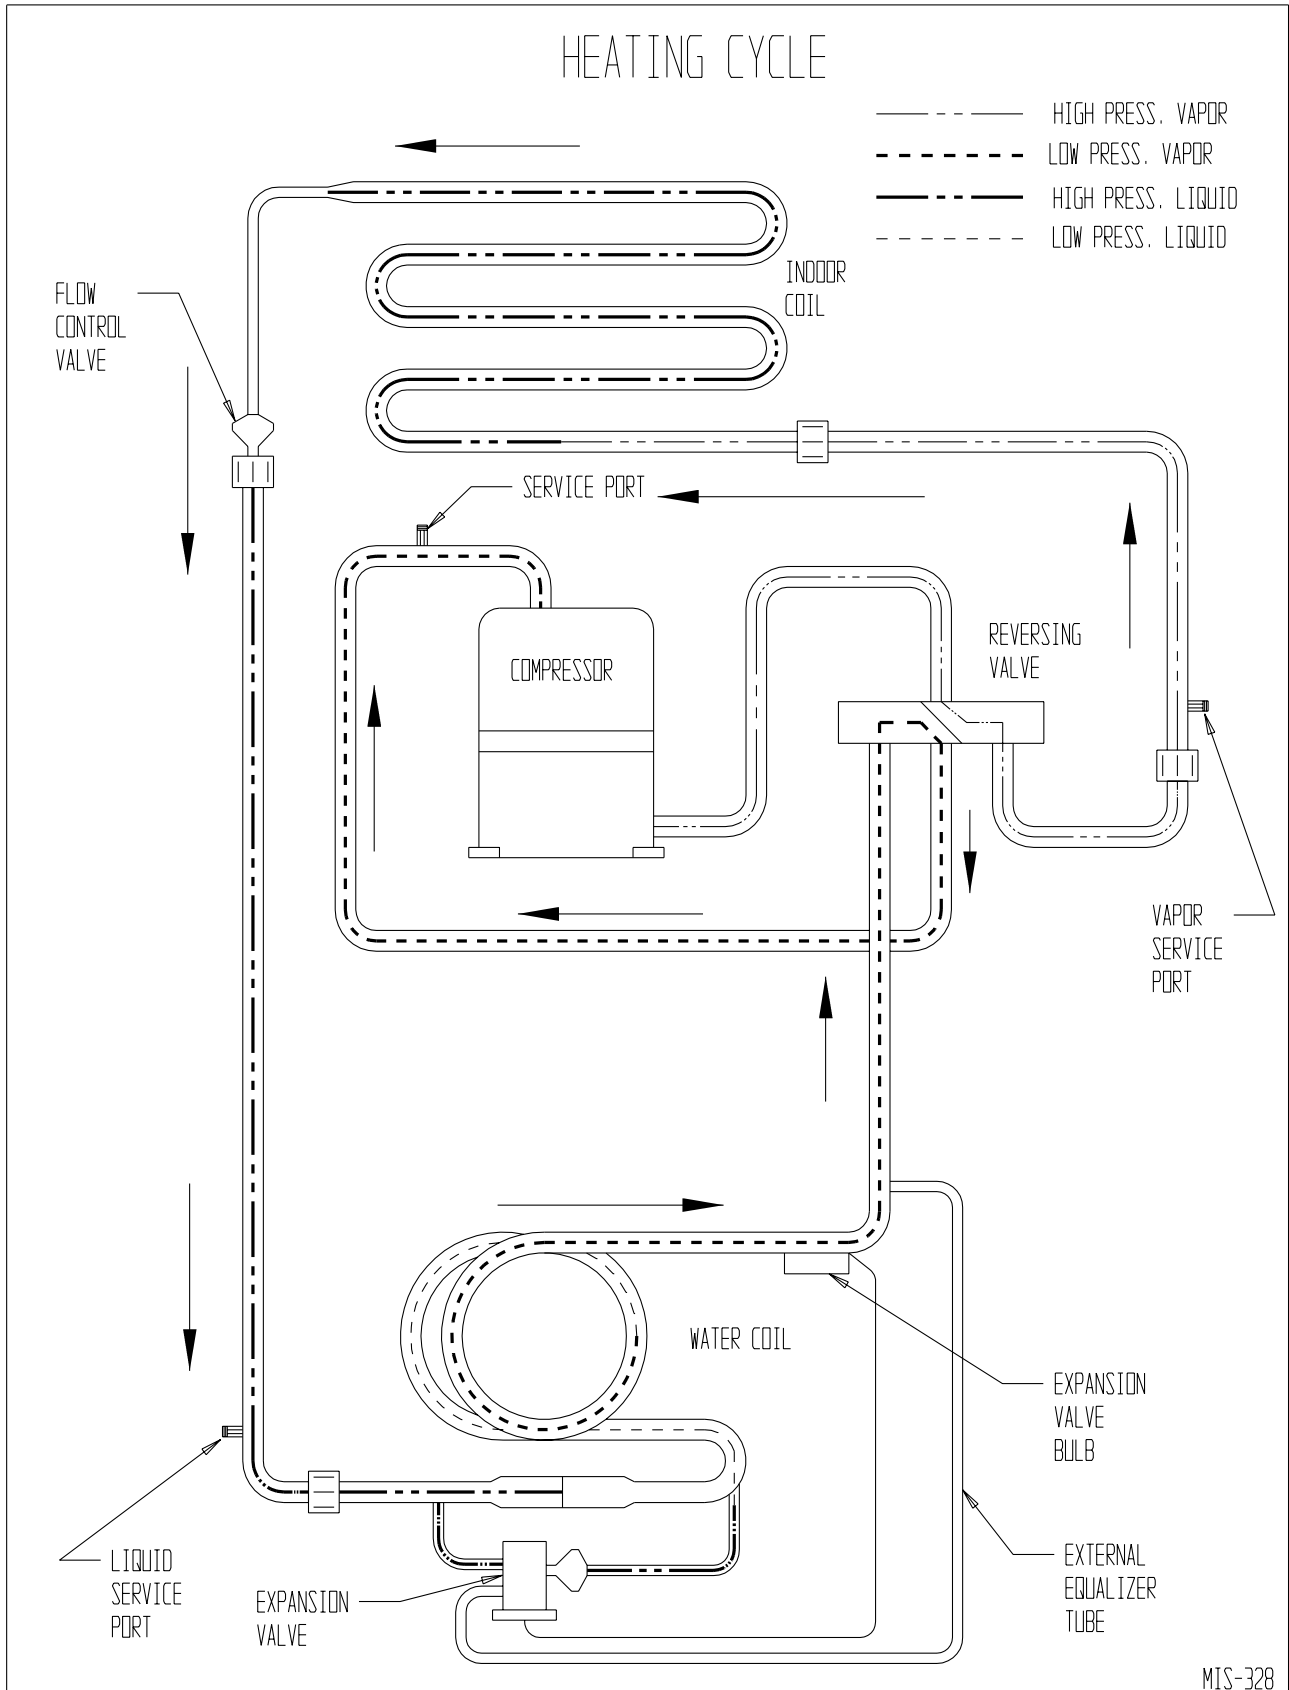 HEATING CYCLE
HIGH PRESS. VAPOR
LOW PRESS. VAPOR
HIGH PRESS. LIQUID
LOW PRESS. LIQUID
INDOOR
COIL
FLOW
CONTROL
VALVE
SERVICE PORT
REVERSING
VALVE
COMPRESSOR
VAPOR
SERVICE
PORT
WATER COIL
EXPANSION
VALVE
BULB
LIQUID
SERVICE
PORT
EXPANSION
VALVE
EXTERNAL
EQUALIZER
TUBE
MIS-328